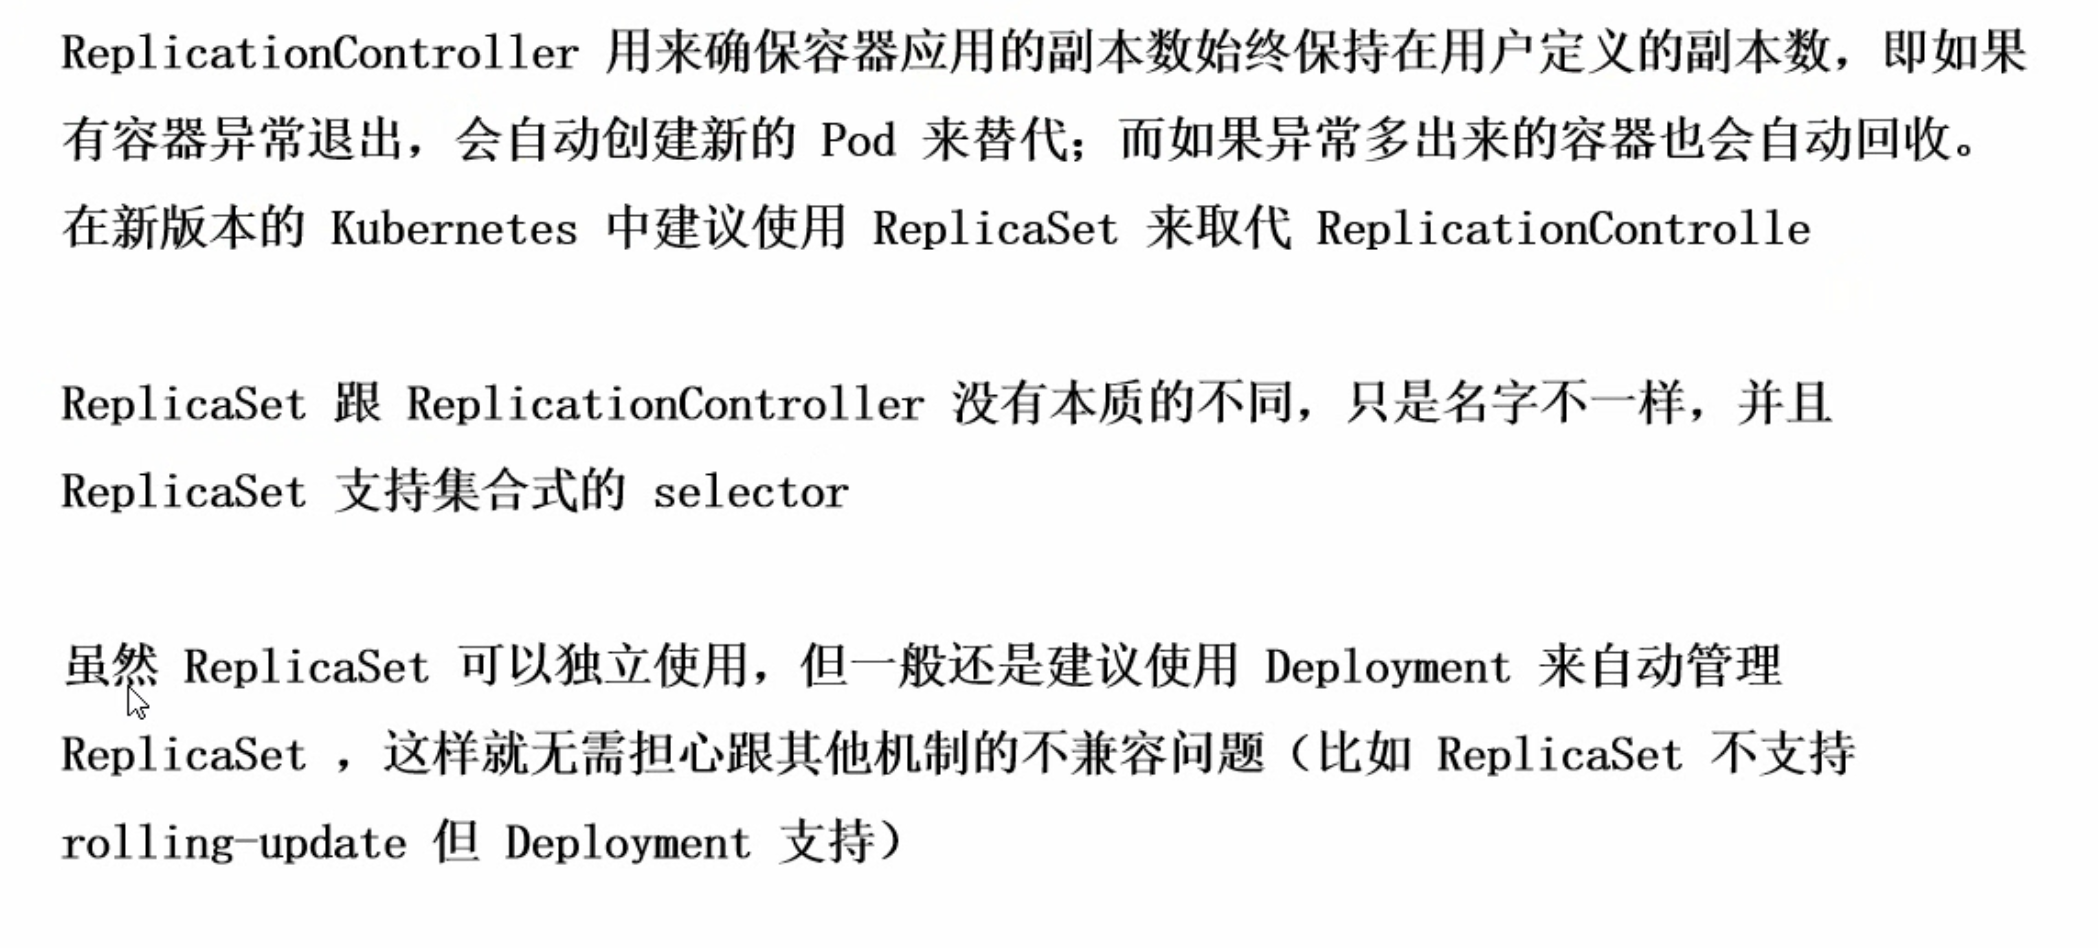 ReplicationController 用来确保容器应用的副本数始终保持在用户定义的副本数，即如果
有容器异常退出，会自动创建新的 Pod 来替代；而如果异常多出来的容器也会自动回收。
在新版本的 Kubernetes 中建议使用 ReplicaSet 来取代 ReplicationControlle
ReplicaSet 跟 ReplicationController 没有本质的不同，只是名字不一样，并且
ReplicaSet 支持集合式的 selector
虽然 ReplicaSet 可以独立使用，但一般还是建议使用 Deployment 来自动管理
ReplicaSet ，这样就无需担心跟其他机制的不兼容问题（比如 ReplicaSet 不支持
rolling-update 但 Deployment 支持）